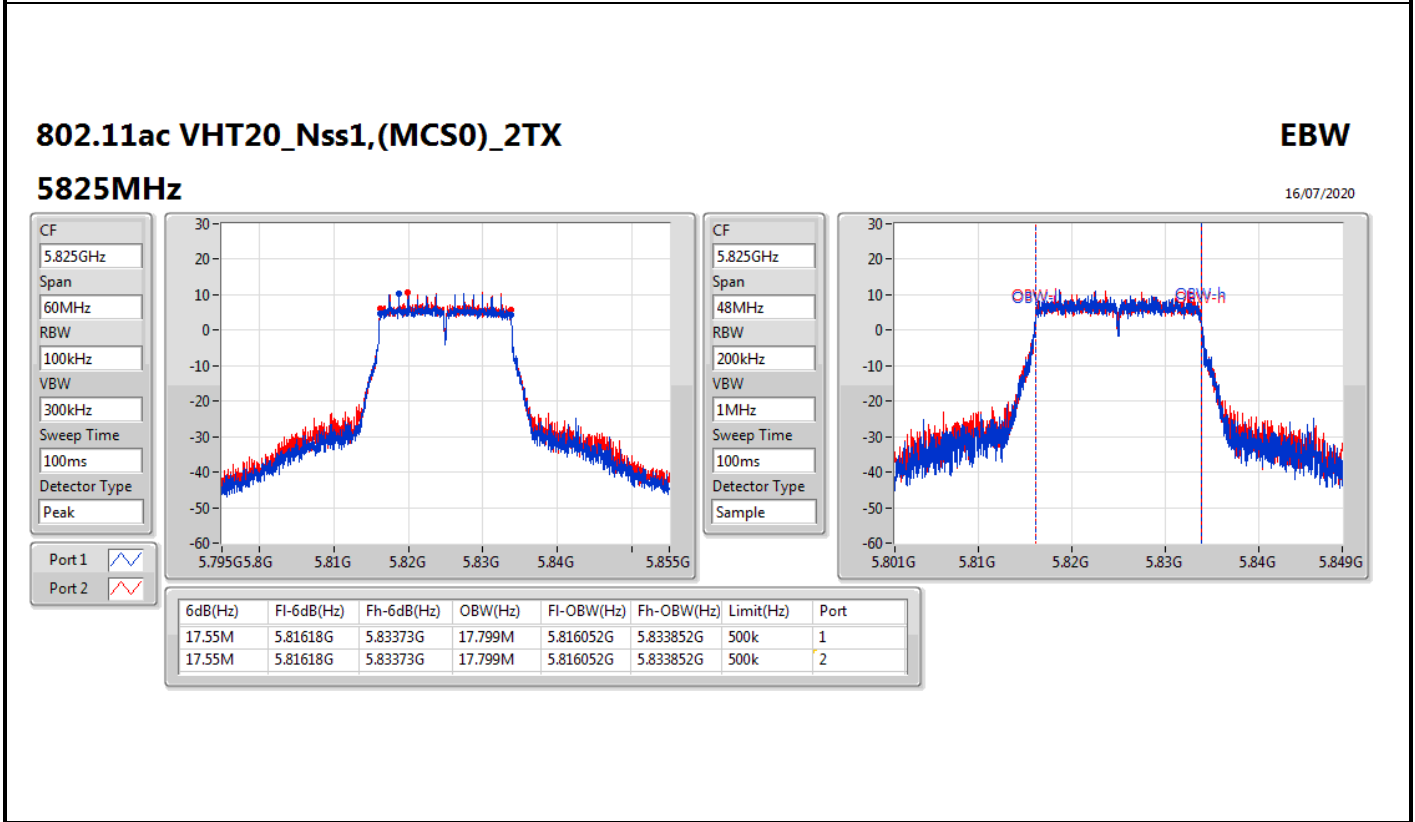 802.11ac VHT20_Nss1,(MCS0)_2TX
EBW
5825MHz
16/07/2020
CF
5.825GHz
Span
60MHz
RBW
100kHz
VBW
300kHz
Sweep Time
100ms
Detector Type
Peak
Port 1
Port 2
30
20
10
0
-10
-20
-30
-40
-50
-60
5.795G 5.8G 5.81G 5.82G 5.83G 5.84G 5.855G
CF
5.825GHz
Span
48MHz
RBW
200kHz
VBW
1MHz
Sweep Time
100ms
Detector Type
Sample
30
20
10
0
-10
-20
-30
-40
-50
-60
OBW-l OBW-h
5.801G 5.81G 5.82G 5.83G 5.84G 5.849G
6dB(Hz) Fl-6dB(Hz) Fh-6dB(Hz) OBW(Hz) Fl-OBW(Hz) Fh-OBW(Hz) Limit(Hz) Port
17.55M 5.81618G 5.83373G 17.799M 5.816052G 5.833852G 500k 1
17.55M 5.81618G 5.83373G 17.799M 5.816052G 5.833852G 500k 2